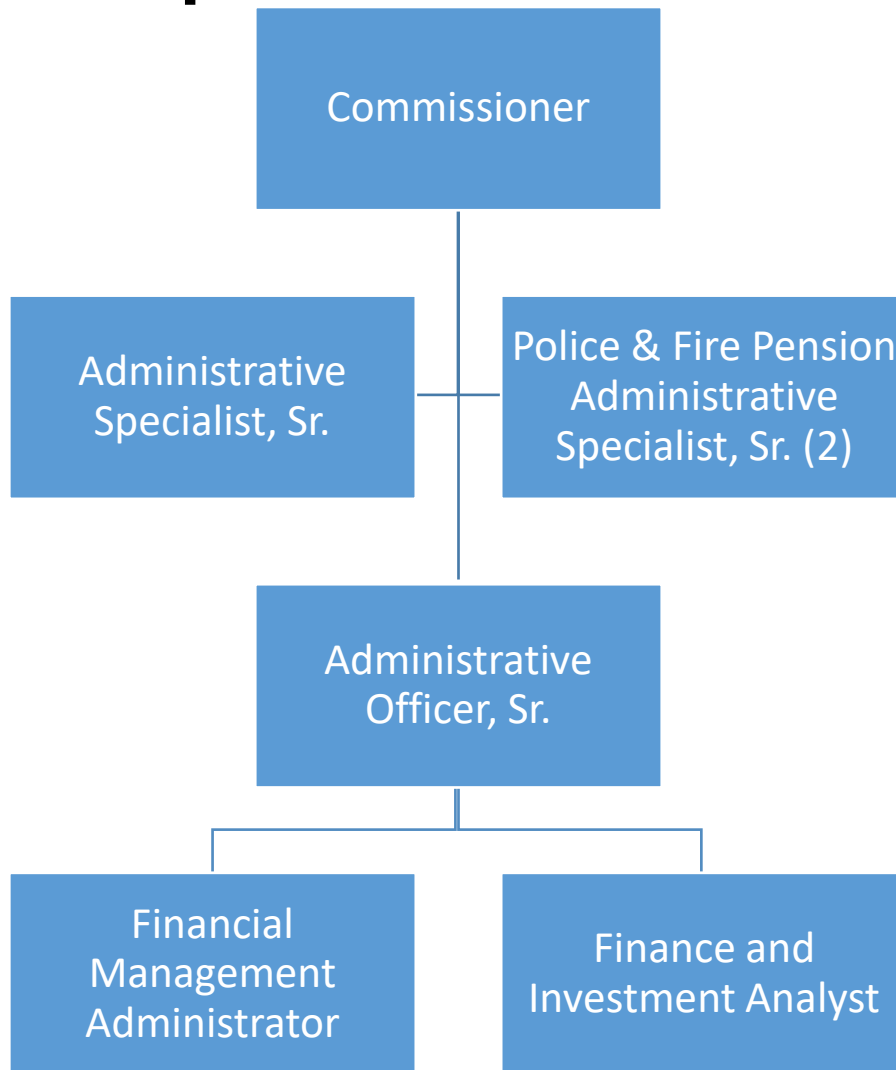 Commissioner
Administrative
Specialist, Sr.
Police & Fire Pension
Administrative
Specialist, Sr. (2)
Administrative
Officer, Sr.
Financial
Management
Administrator
Finance and
Investment Analyst